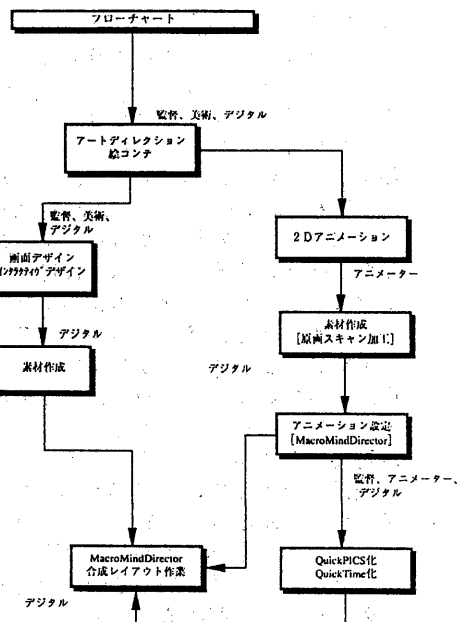 フローチャート
監督、美術、デジタル
アートディレクション
絵コンテ
監督、美術、
デジタル
2Dアニメーション
画面デザイン
インタラクティヴデザイン
アニメーター
素材作成
[原画スキャン加工]
デジタル
素材作成
デジタル
アニメーション設定
[MacroMindDirector]
監督、アニメーター、
デジタル
MacroMindDirector
合成レイアウト作業
QuickPICS化
QuickTime化
デジタル